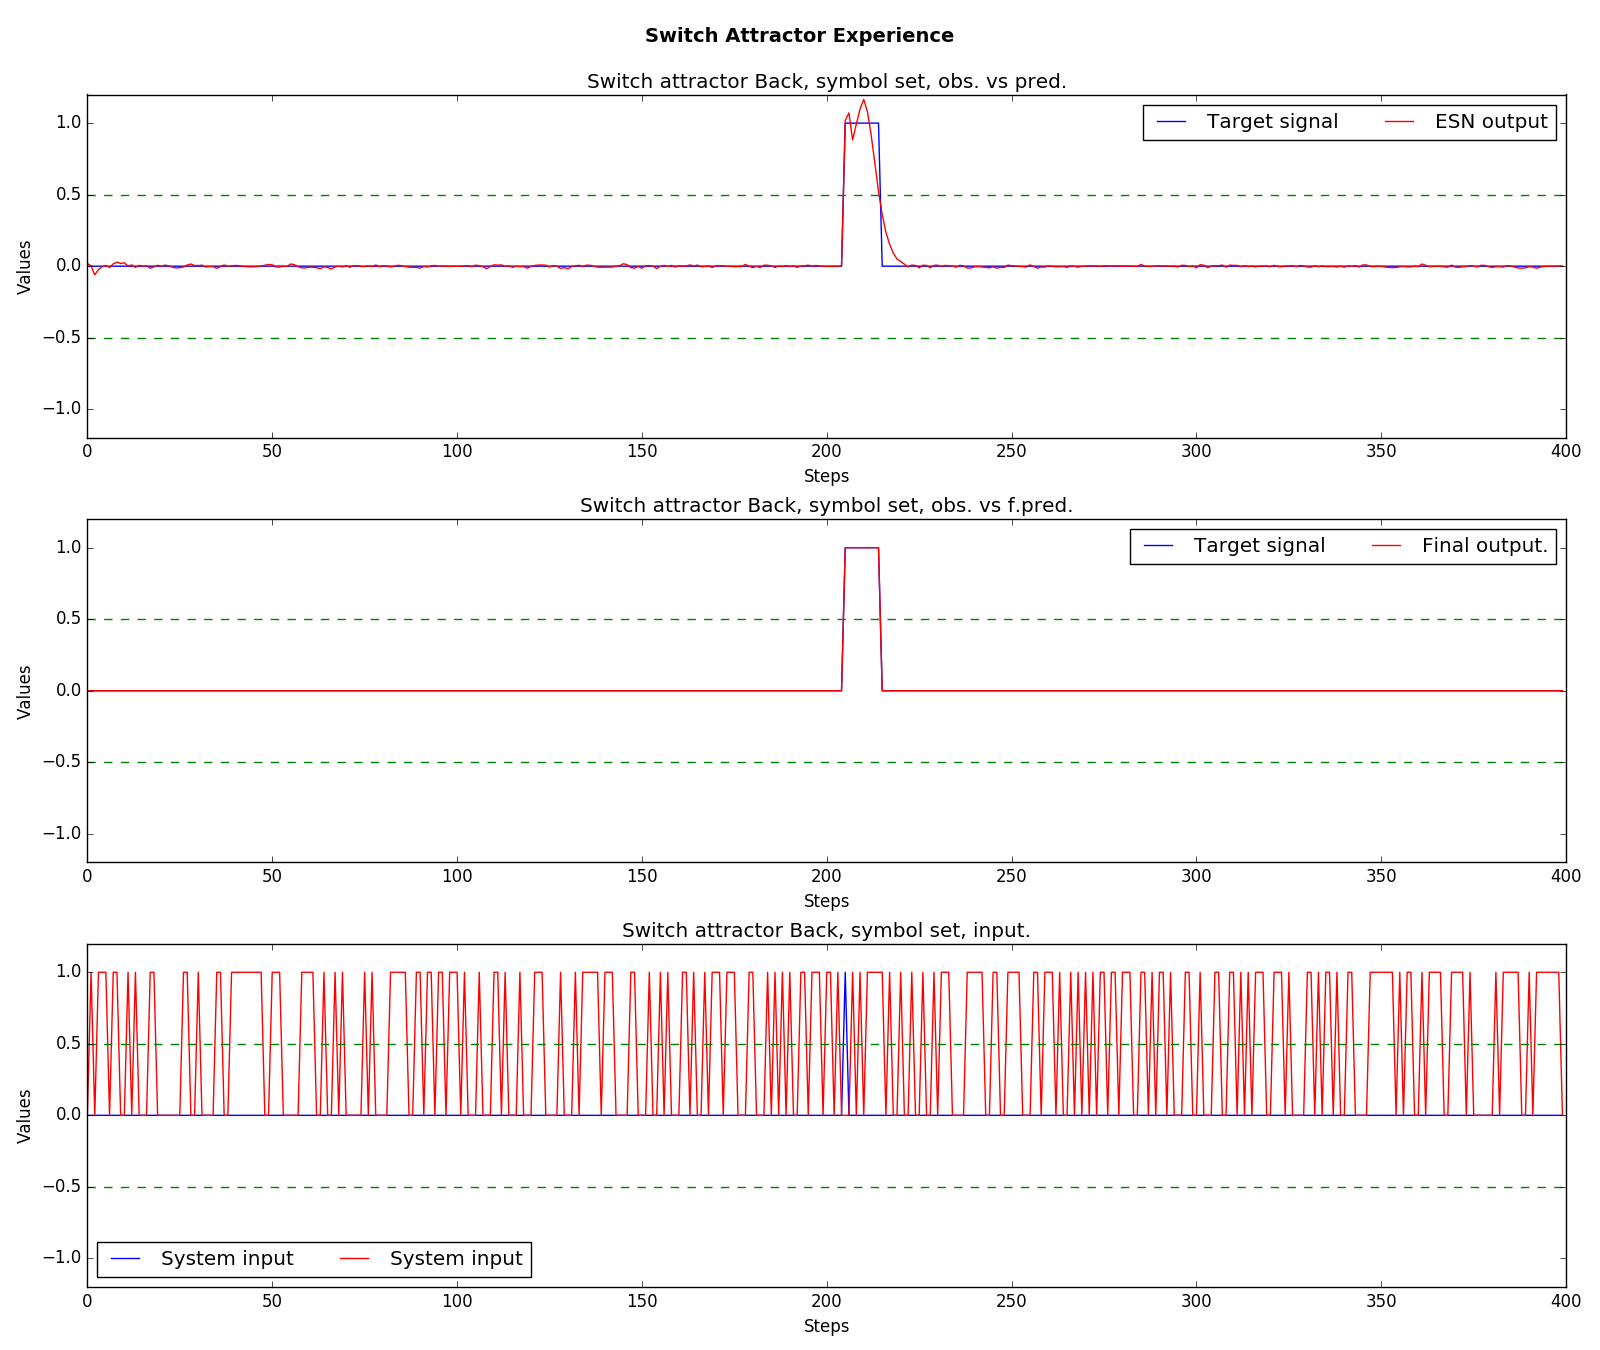 Switch Attractor Experience
Switch attractor Back, symbol set, obs. vs pred.
Target signal ESN output
1.0
0.5
0.0
−0.5
−1.0
Values
0 50 100 150 200 250 300 350 400
Steps
Switch attractor Back, symbol set, obs. vs f.pred.
Target signal Final output.
1.0
0.5
0.0
−0.5
−1.0
Values
0 50 100 150 200 250 300 350 400
Steps
Switch attractor Back, symbol set, input.
1.0
0.5
0.0
−0.5
−1.0
Values
System input System input
0 50 100 150 200 250 300 350 400
Steps